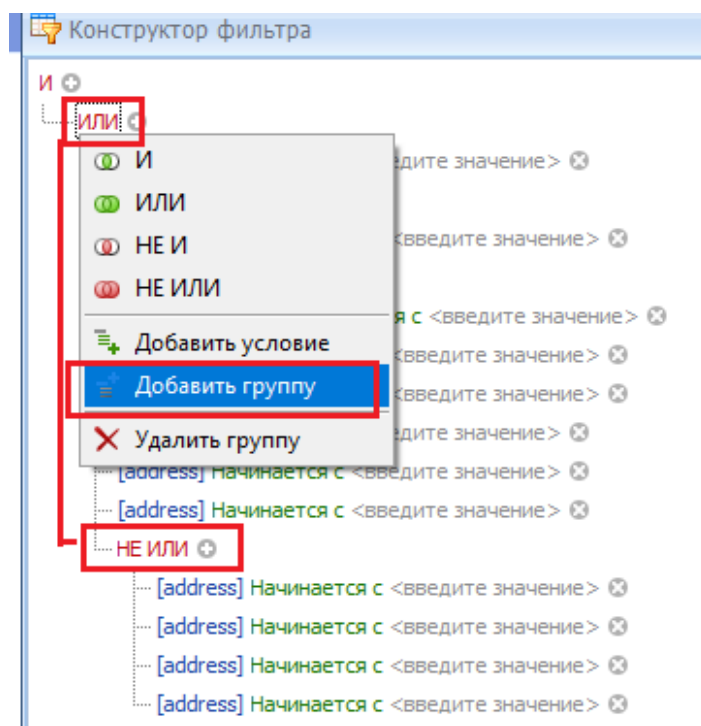 Конструктор фильтра
И
ИЛИ
И
ИЛИ
НЕ И
НЕ ИЛИ
Добавить условие
Добавить группу
Удалить группу
едите значение>
<введите значение>
я с <введите значение>
<введите значение>
<введите значение>
едите значение>
[address] Начинается с <введите значение>
[address] Начинается с <введите значение>
НЕ ИЛИ
[address] Начинается с <введите значение>
[address] Начинается с <введите значение>
[address] Начинается с <введите значение>
[address] Начинается с <введите значение>